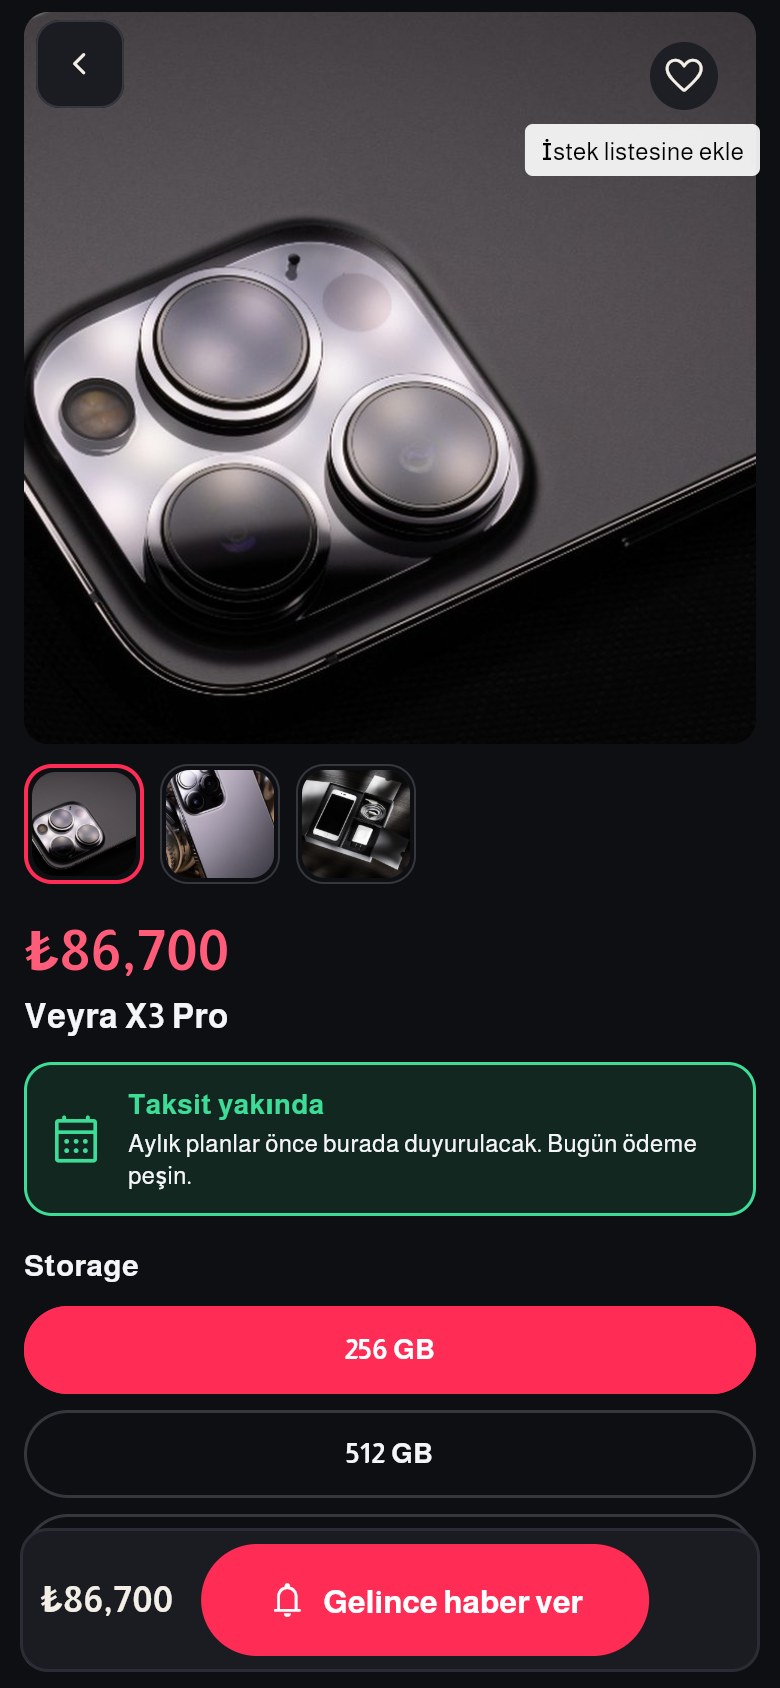 İstek listesine ekle
₺86,700
Veyra X3 Pro
Taksit yakında
Aylık planlar önce burada duyurulacak. Bugün ödeme
peşin.
Storage
256 GB
512 GB
₺86,700
Gelince haber ver